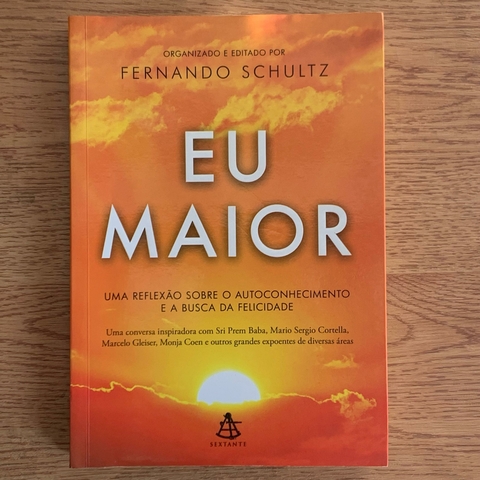 ORGANIZADO E EDITADO POR
FERNANDO SCHULTZ
EU
MAIOR
UMA REFLEXÃO SOBRE O AUTOCONHECIMENTO
E A BUSCA DA FELICIDADE
Uma conversa inspiradora com Sri Prem Baba, Mario Sergio Cortella,
Marcelo Gleiser, Monja Coen e outros grandes expoentes de diversas áreas
SEXTANTE